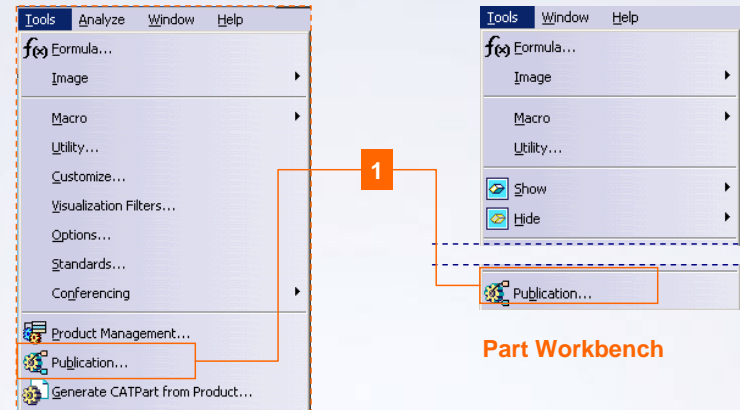 Tools Analyze Window Help
f(x) Formula...
Image
Macro
Utility...
Customize...
Visualization Filters...
Options...
Standards...
Conferencing
Product Management...
Publication...
Generate CATPart from Product...
1
Tools Window Help
f(x) Formula...
Image
Macro
Utility...
Show
Hide
Publication...
Part Workbench